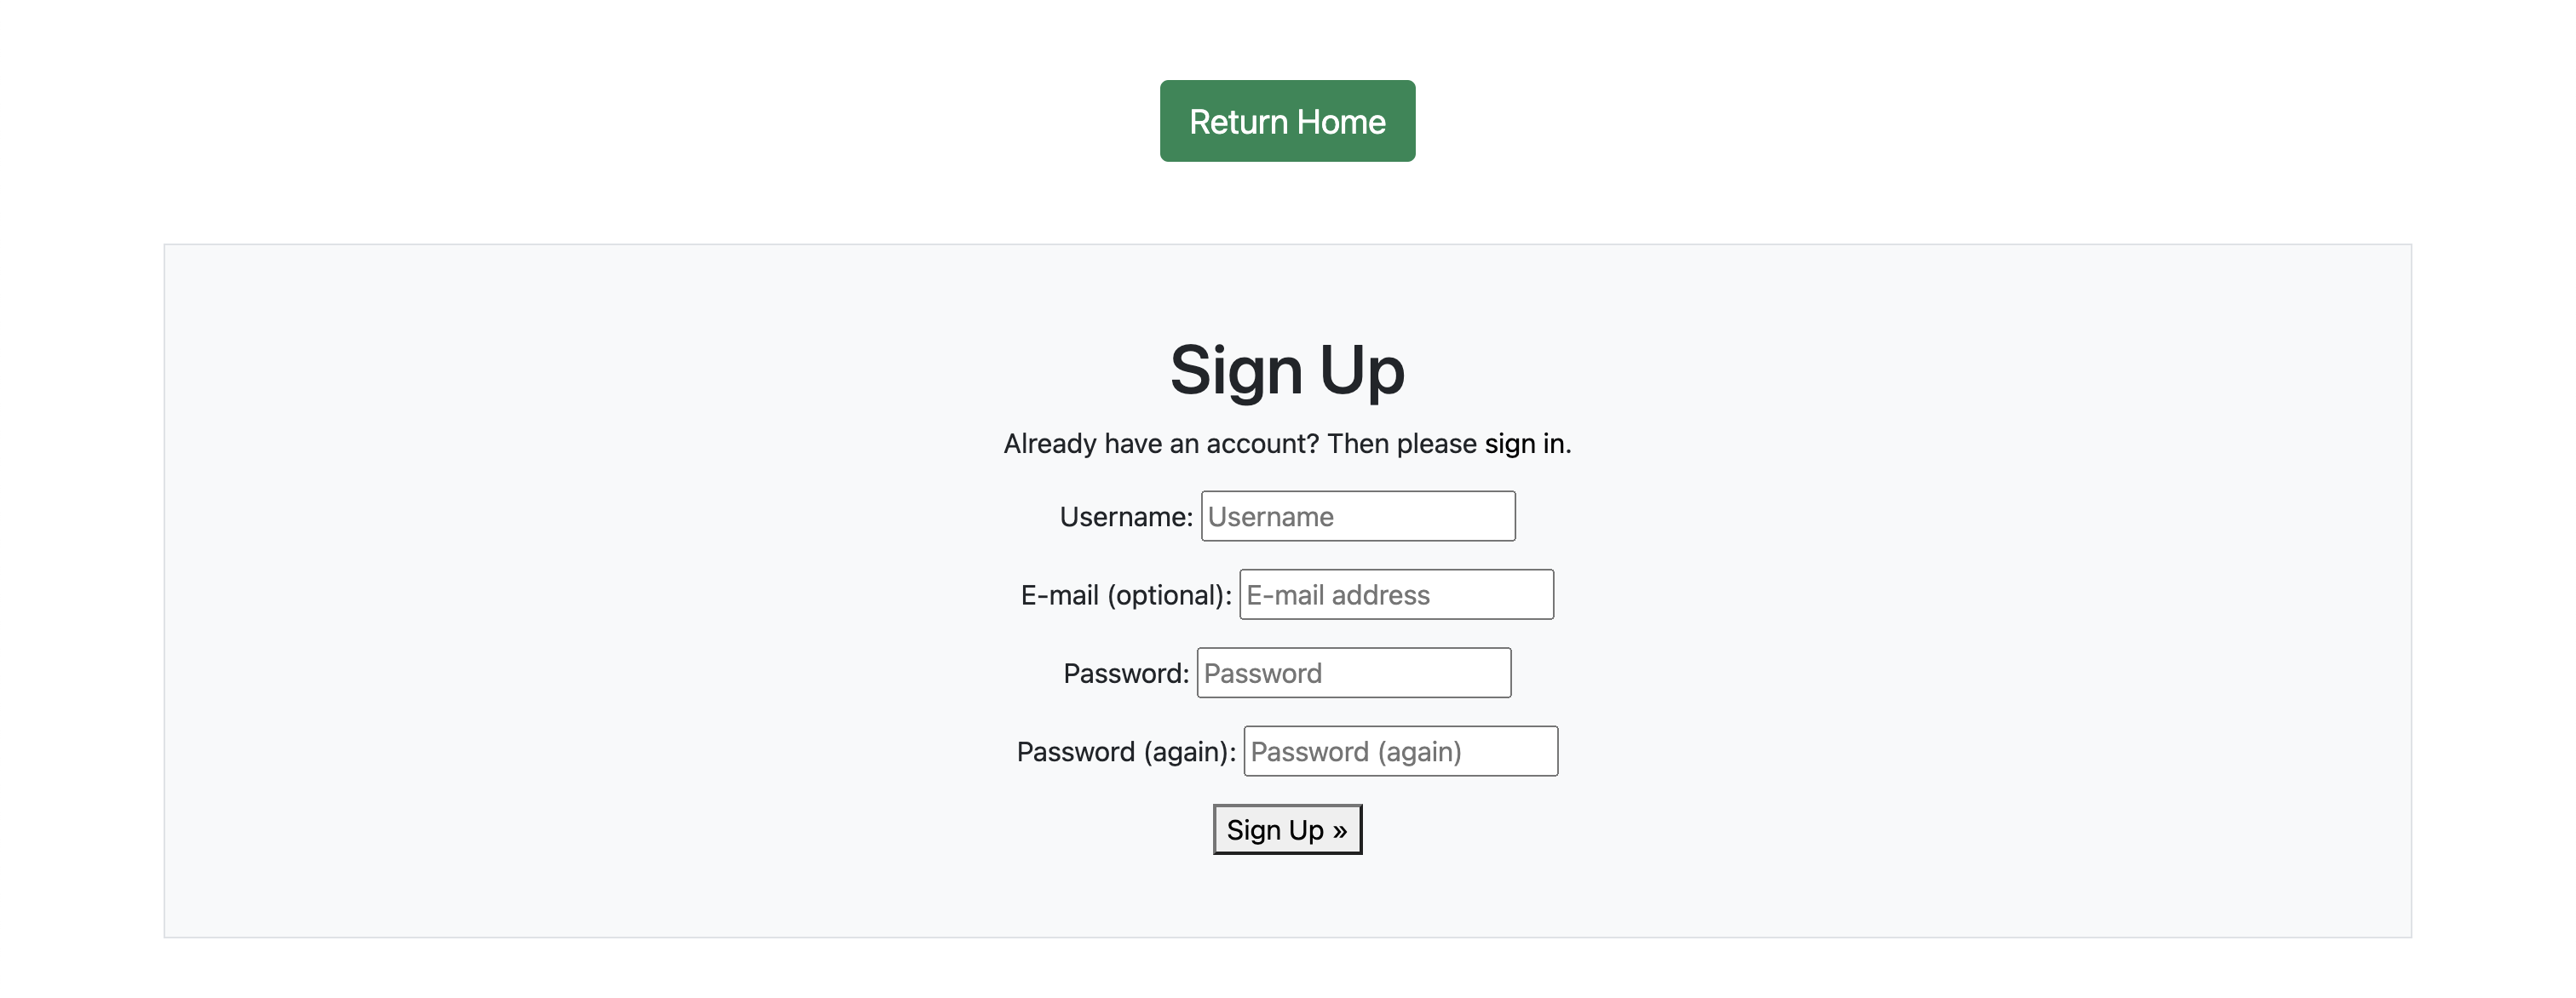 Return Home
Sign Up
Already have an account? Then please sign in.
Username: Username
E-mail (optional): E-mail address
Password: Password
Password (again): Password (again)
Sign Up »